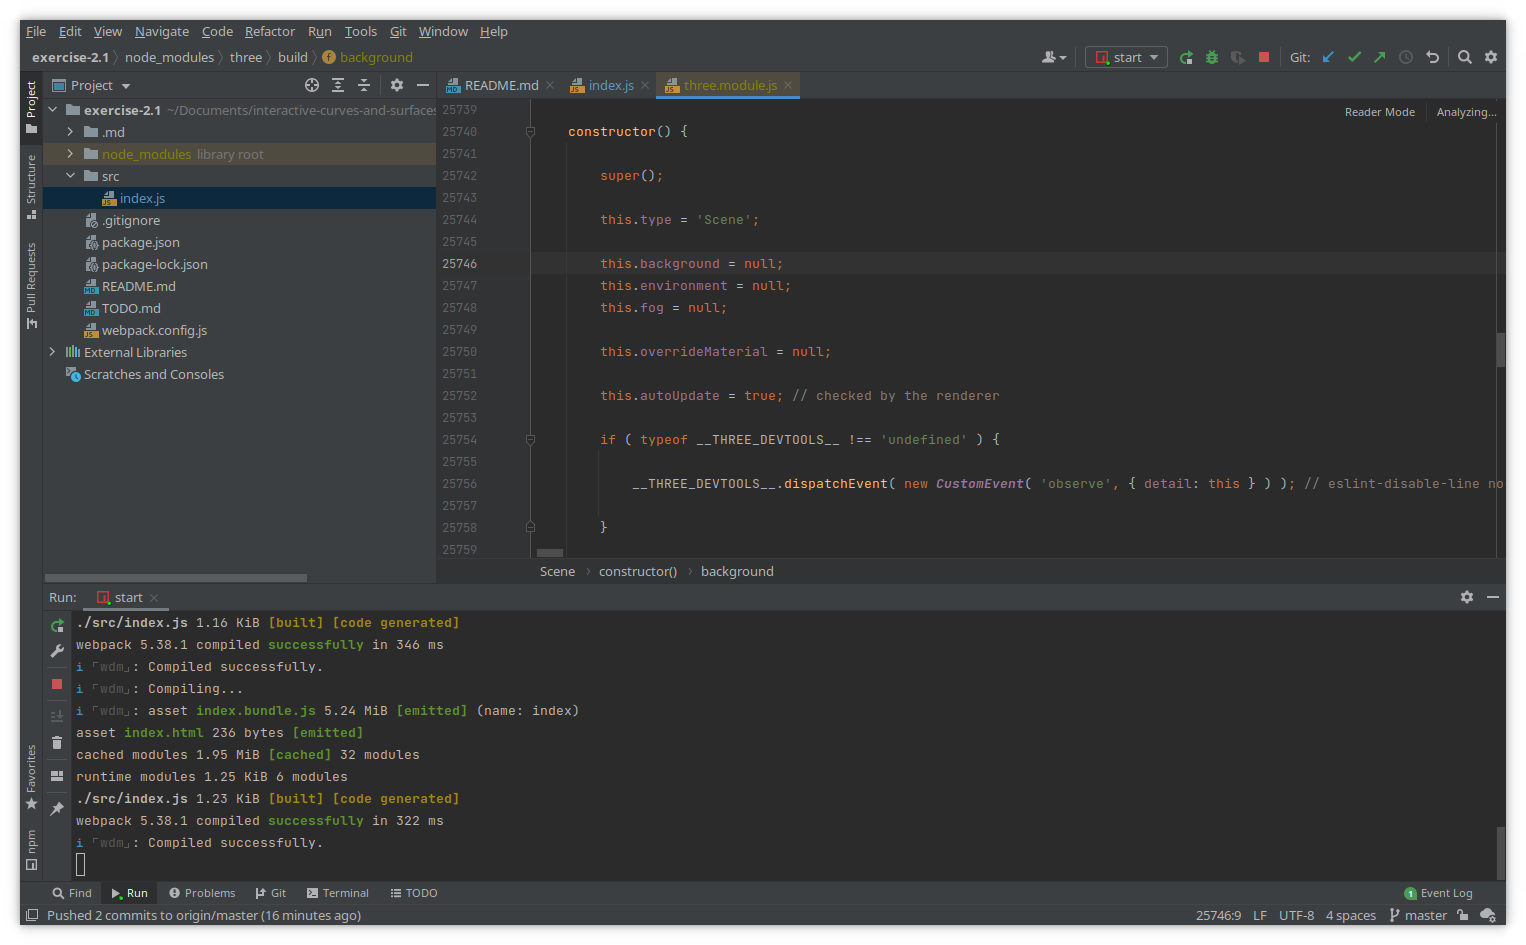 File Edit View Navigate Code Refactor Run Tools Git Window Help
exercise-2.1 node_modules three build f background start Git:
Project
README.md index.js three.module.js
Project
Structure
Pull Requests
Favorites
npm
exercise-2.1 ~/Documents/interactive-curves-and-surfaces
.md
node_modules library root
src
index.js
.gitignore
package.json
package-lock.json
README.md
TODO.md
webpack.config.js
External Libraries
Scratches and Consoles
Reader Mode Analyzing...
25739
25740 constructor() {
25741
25742 super();
25743
25744 this.type = 'Scene';
25745
25746 this.background = null;
25747 this.environment = null;
25748 this.fog = null;
25749
25750 this.overrideMaterial = null;
25751
25752 this.autoUpdate = true; // checked by the renderer
25753
25754 if ( typeof __THREE_DEVTOOLS__ !== 'undefined' ) {
25755
25756 __THREE_DEVTOOLS__.dispatchEvent( new CustomEvent( 'observe', { detail: this } ) ); // eslint-disable-line no
25757
25758 }
25759
Scene constructor() background
Run: start
./src/index.js 1.16 KiB [built] [code generated]
webpack 5.38.1 compiled successfully in 346 ms
i ｢wdm｣: Compiled successfully.
i ｢wdm｣: Compiling...
i ｢wdm｣: asset index.bundle.js 5.24 MiB [emitted] (name: index)
asset index.html 236 bytes [emitted]
cached modules 1.95 MiB [cached] 32 modules
runtime modules 1.25 KiB 6 modules
./src/index.js 1.23 KiB [built] [code generated]
webpack 5.38.1 compiled successfully in 322 ms
i ｢wdm｣: Compiled successfully.
Find Run Problems Git Terminal TODO 1 Event Log
Pushed 2 commits to origin/master (16 minutes ago) 25746:9 LF UTF-8 4 spaces master